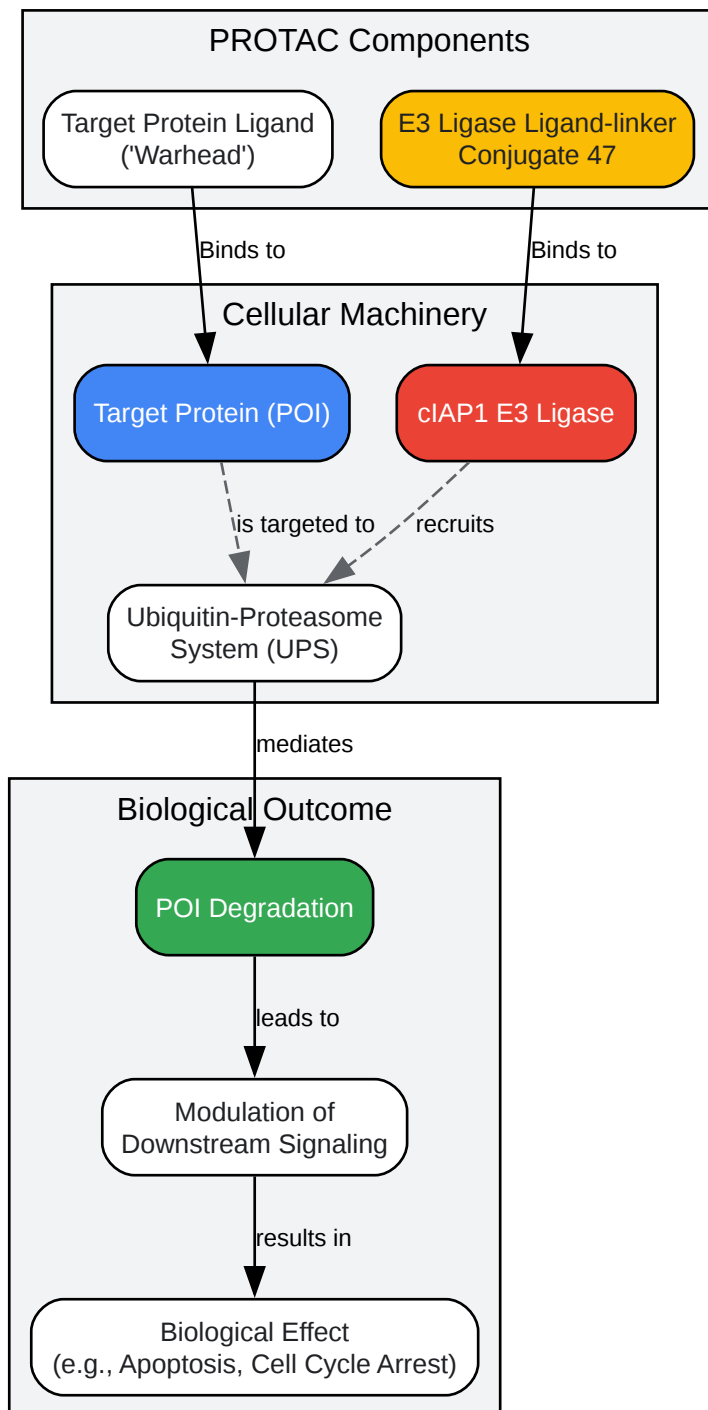 PROTAC Components
Target Protein Ligand
('Warhead')
E3 Ligase Ligand-linker
Conjugate 47
Binds to
Binds to
Cellular Machinery
Target Protein (POI)
cIAP1 E3 Ligase
is targeted to
recruits
Ubiquitin-Proteasome
System (UPS)
mediates
Biological Outcome
POI Degradation
leads to
Modulation of
Downstream Signaling
results in
Biological Effect
(e.g., Apoptosis, Cell Cycle Arrest)